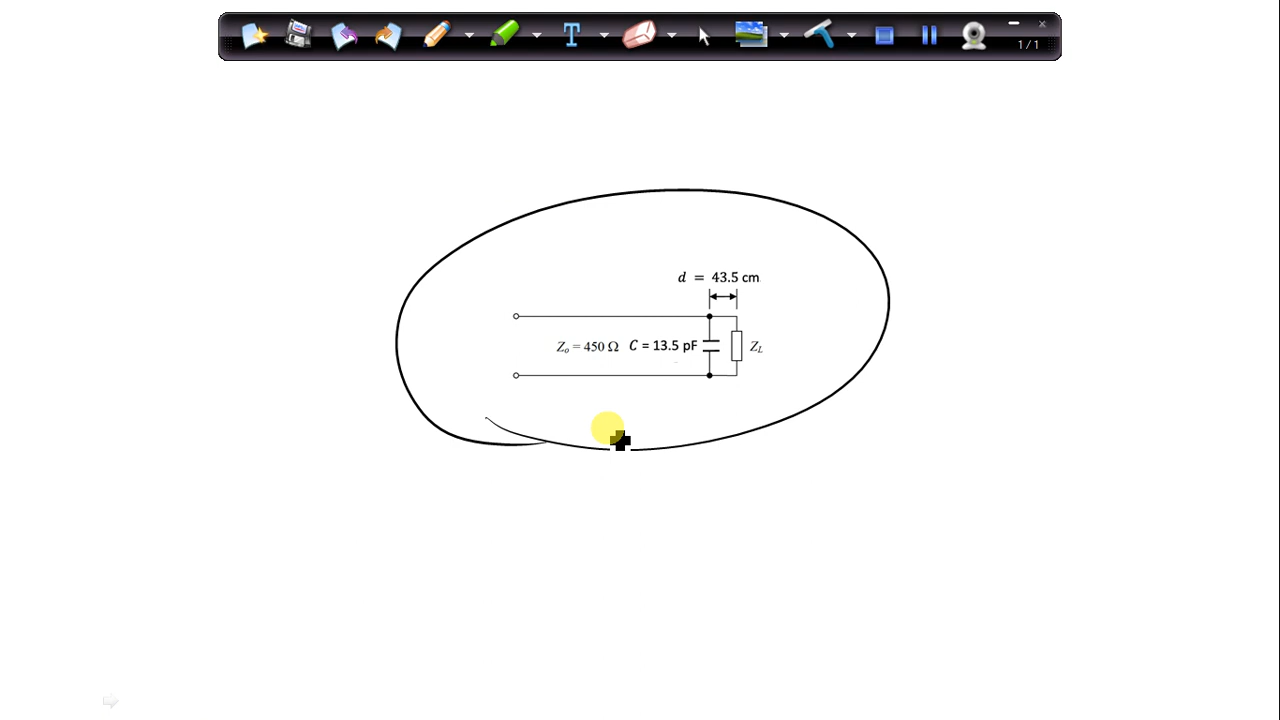 T
1/1
d = 43.5 cm
Zo = 450 Ω C = 13.5 pF ZL